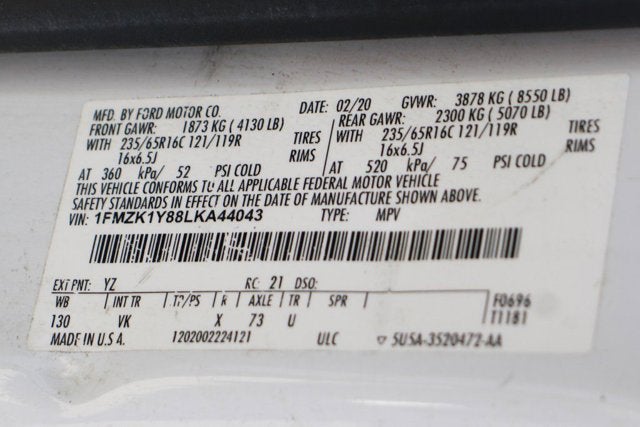 MFD. BY FORD MOTOR CO. DATE: 02/20 GVWR: 3878 KG ( 8550 LB)
FRONT GAWR: 1873 KG ( 4130 LB) REAR GAWR: 2300 KG ( 5070 LB)
WITH 235/65R16C 121/119R TIRES WITH 235/65R16C 121/119R TIRES
16x6.5J RIMS 16x6.5J RIMS
AT 360 kPa/ 52 PSI COLD AT 520 kPa/ 75 PSI COLD
THIS VEHICLE CONFORMS TO ALL APPLICABLE FEDERAL MOTOR VEHICLE
SAFETY STANDARDS IN EFFECT ON THE DATE OF MANUFACTURE SHOWN ABOVE.
VIN: 1FMZK1Y88LKA44043 TYPE: MPV
EXT PNT: YZ RC: 21 DSO:
WB INT TR TP/PS R AXLE TR SPR F0696
130 VK X 73 U T1181
MADE IN U.S.A. 1202002224121 ULC 5U5A-3520472-AA